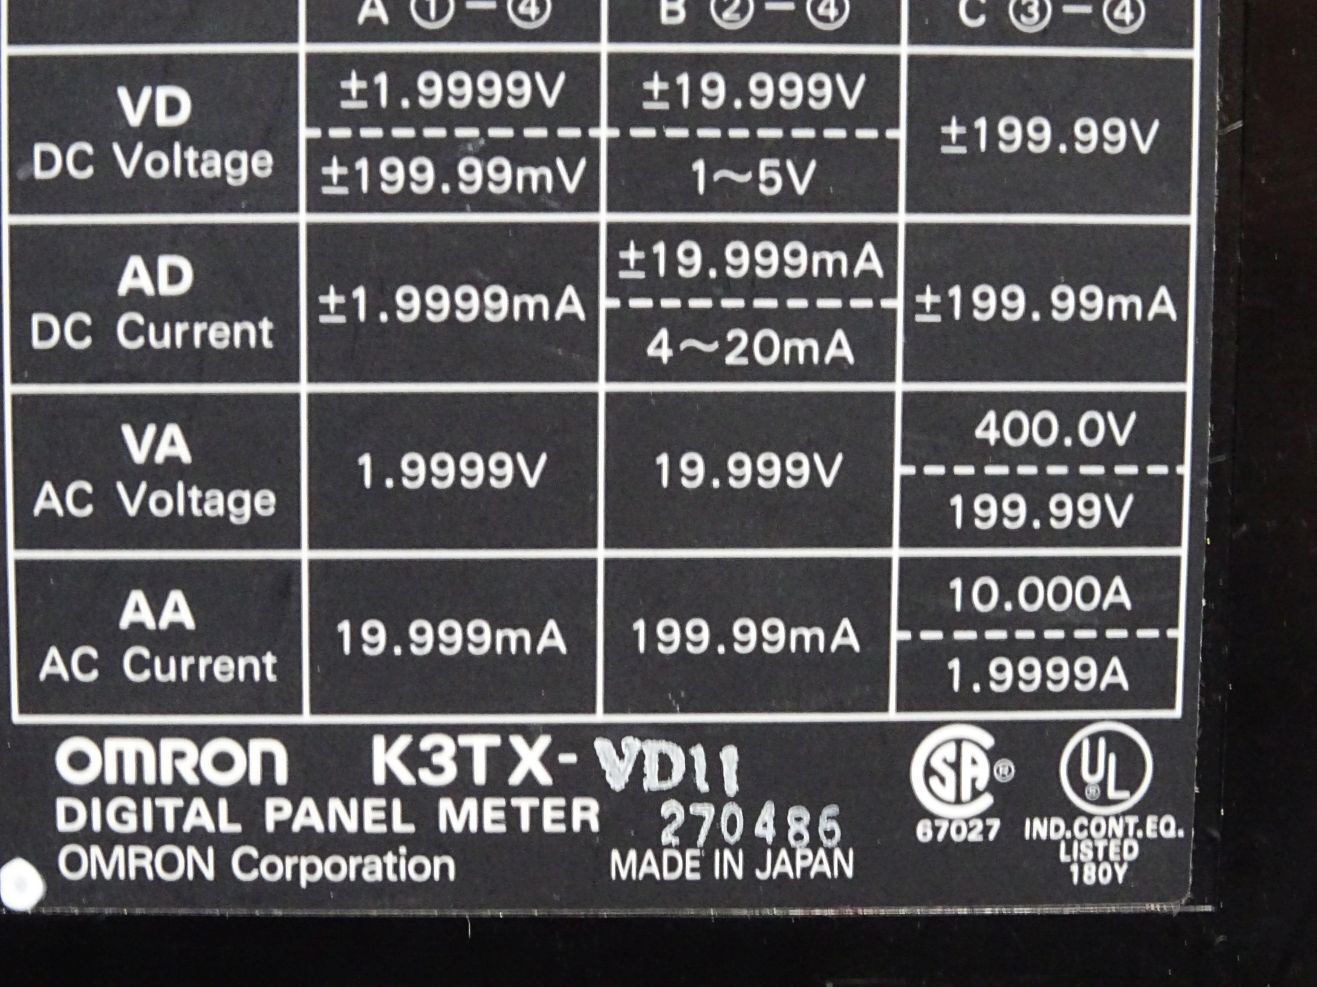 A ①－④ B ②－④ C ③－④
VD
DC Voltage
±1.9999V
±199.99mV
±19.999V
1～5V
±199.99V
AD
DC Current
±1.9999mA
±19.999mA
4～20mA
±199.99mA
VA
AC Voltage
1.9999V
19.999V
400.0V
199.99V
AA
AC Current
19.999mA
199.99mA
10.000A
1.9999A
OMRON K3TX-VD11
DIGITAL PANEL METER 270486
OMRON Corporation MADE IN JAPAN
SA ®
67027
UL ®
IND.CONT.EQ.
LISTED
180Y